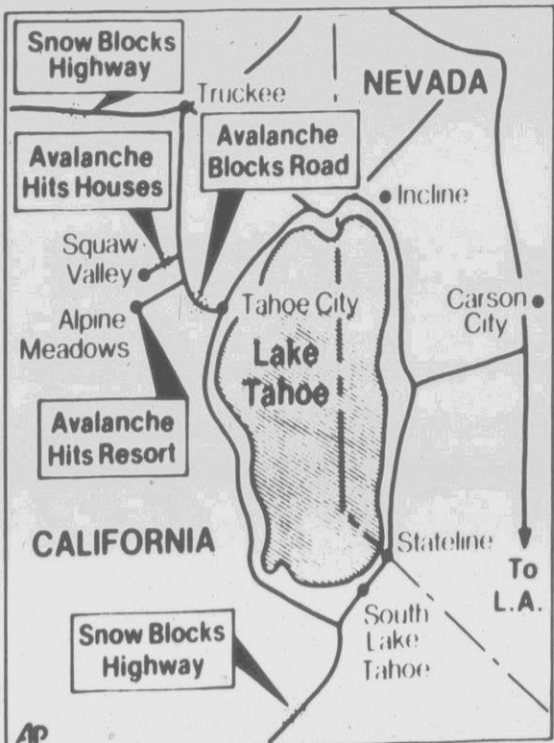 Snow Blocks
Highway
Truckee
NEVADA
Avalanche
Hits Houses
Avalanche
Blocks Road
Incline
Squaw
Valley
Tahoe City
Carson
City
Alpine
Meadows
Lake
Tahoe
Avalanche
Hits Resort
CALIFORNIA
Stateline
To
L.A.
South
Lake
Tahoe
Snow Blocks
Highway
AP